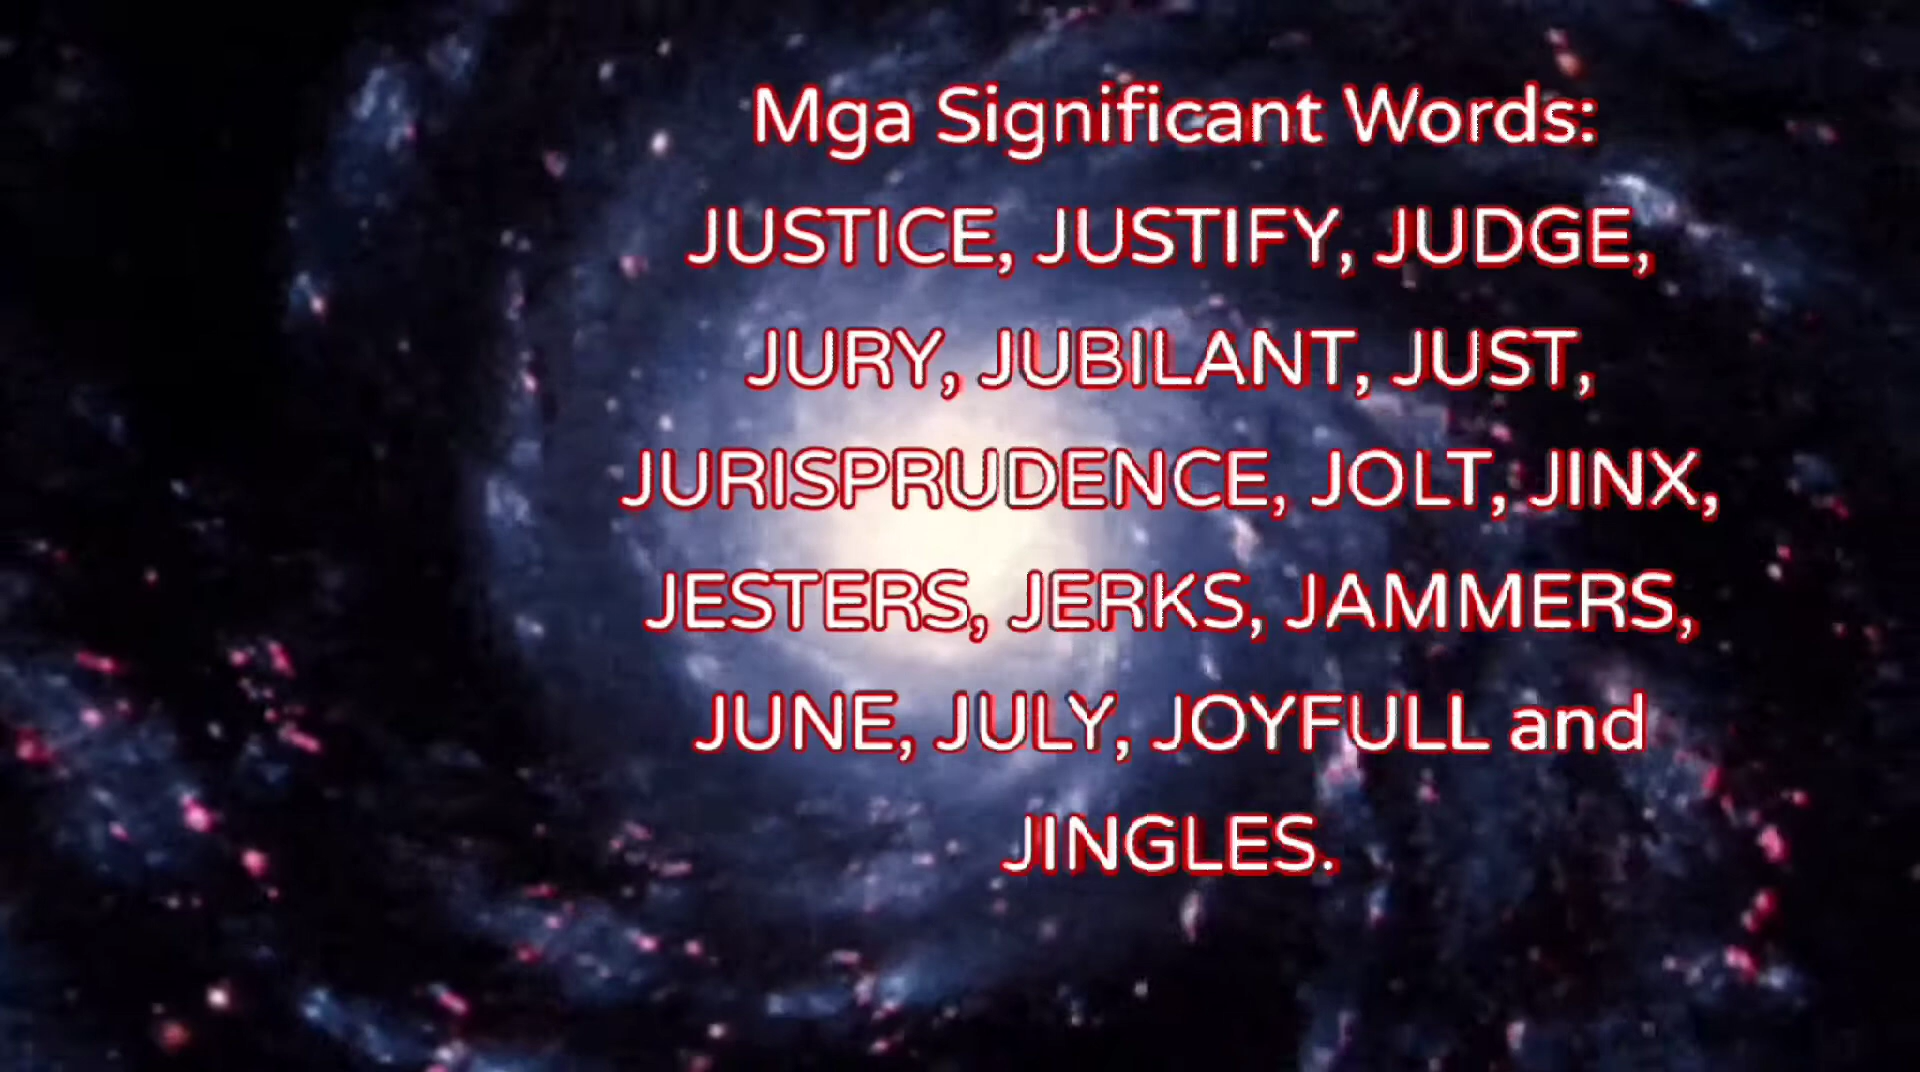 Mga Significant Words:
JUSTICE, JUSTIFY, JUDGE,
JURY, JUBILANT, JUST,
JURISPRUDENCE, JOLT, JINX,
JESTERS, JERKS, JAMMERS,
JUNE, JULY, JOYFULL and
JINGLES.